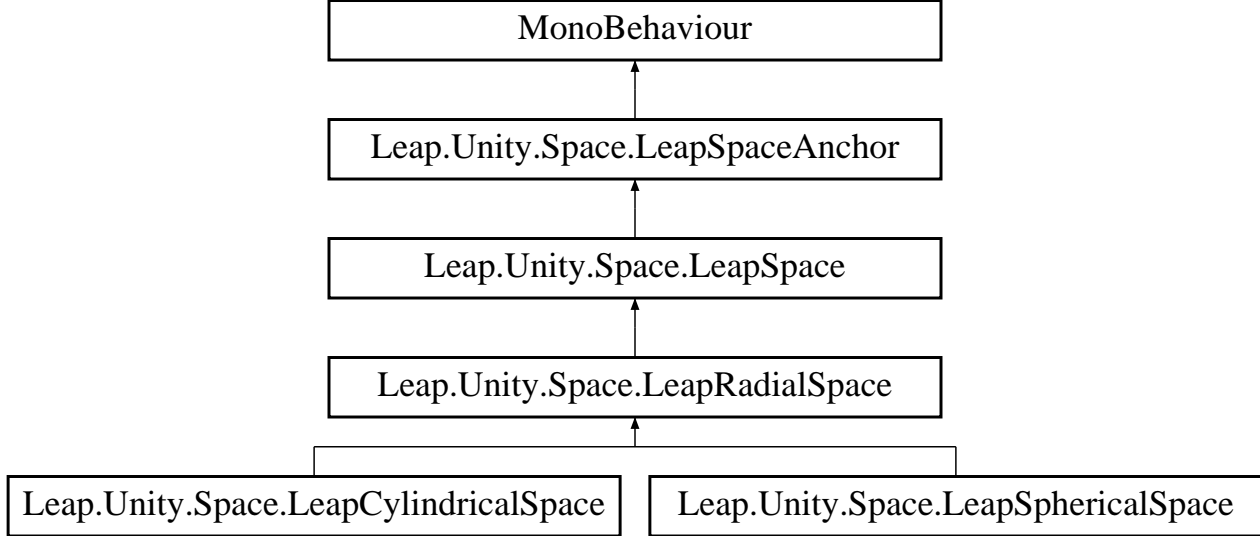 MonoBehaviour
Leap.Unity.Space.LeapSpaceAnchor
Leap.Unity.Space.LeapSpace
Leap.Unity.Space.LeapRadialSpace
Leap.Unity.Space.LeapCylindricalSpace
Leap.Unity.Space.LeapSphericalSpace